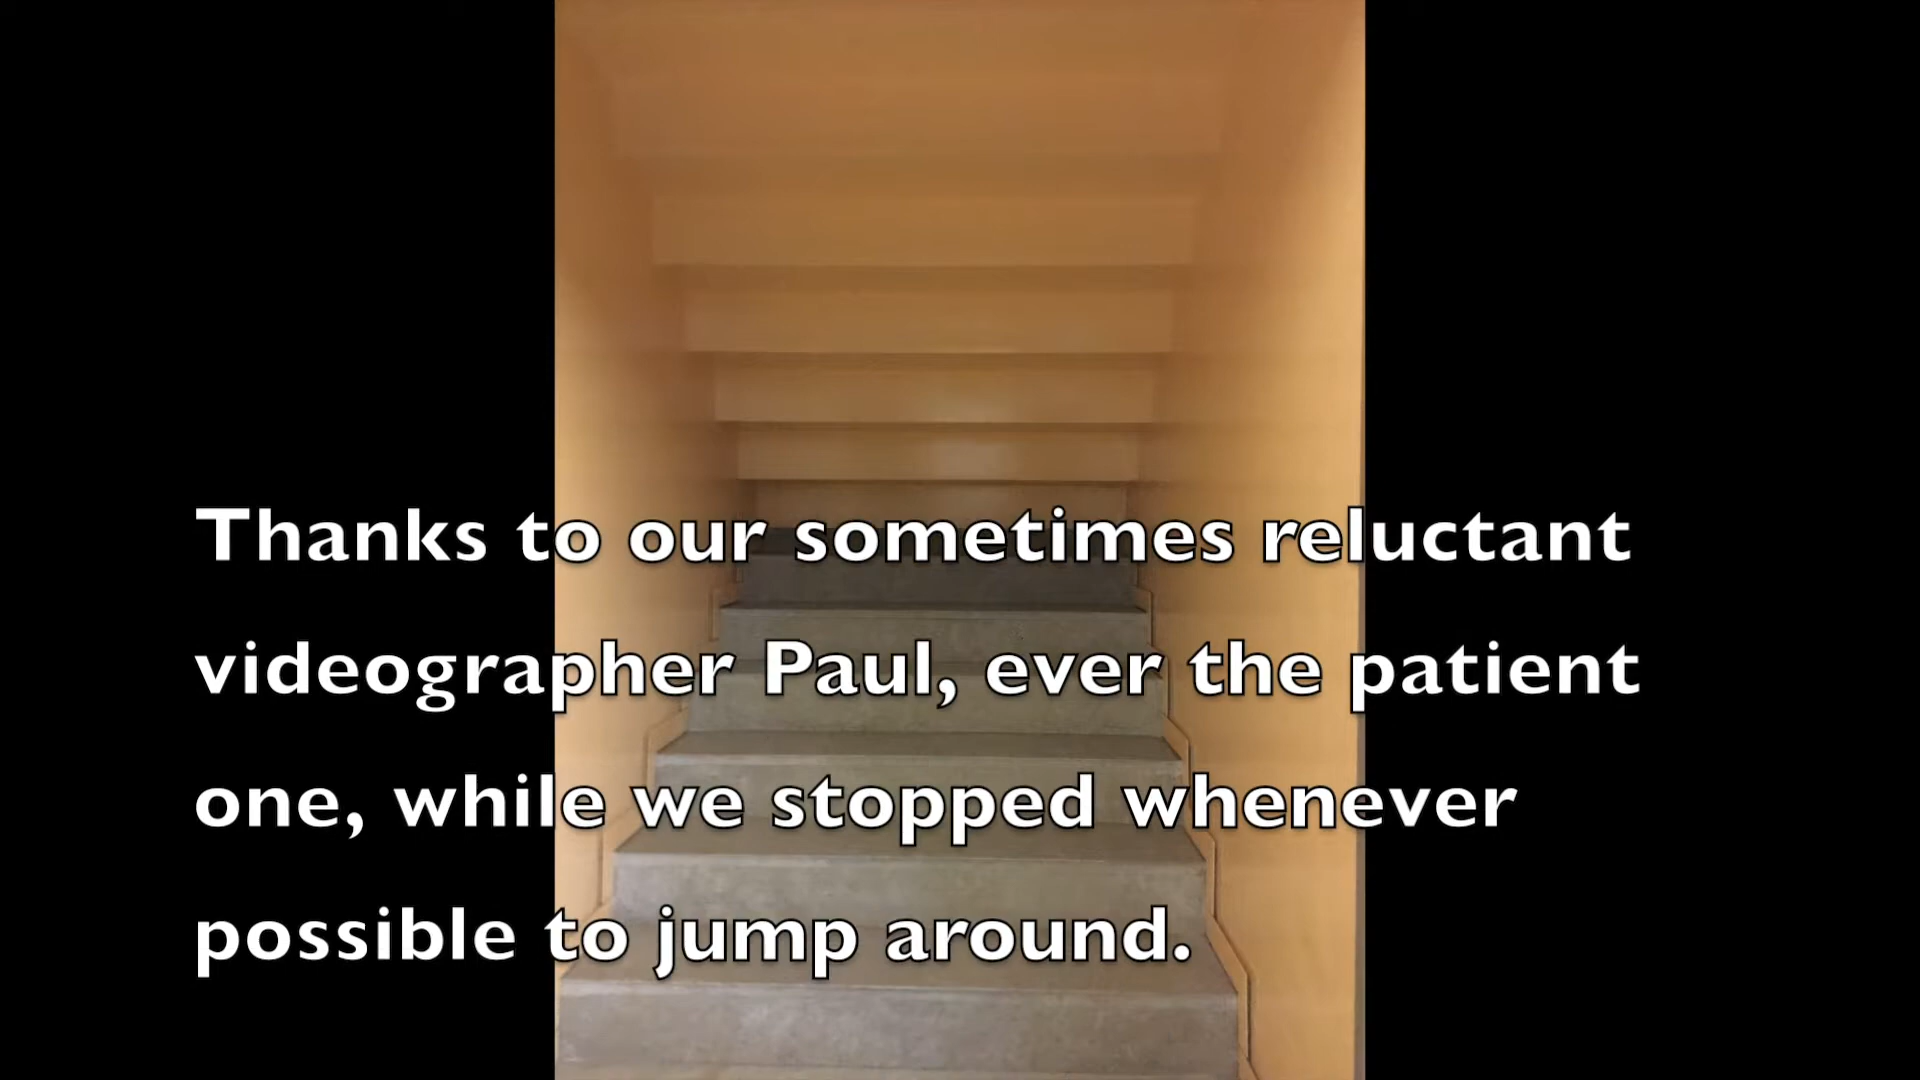 Thanks to our sometimes reluctant
videographer Paul, ever the patient
one, while we stopped whenever
possible to jump around.